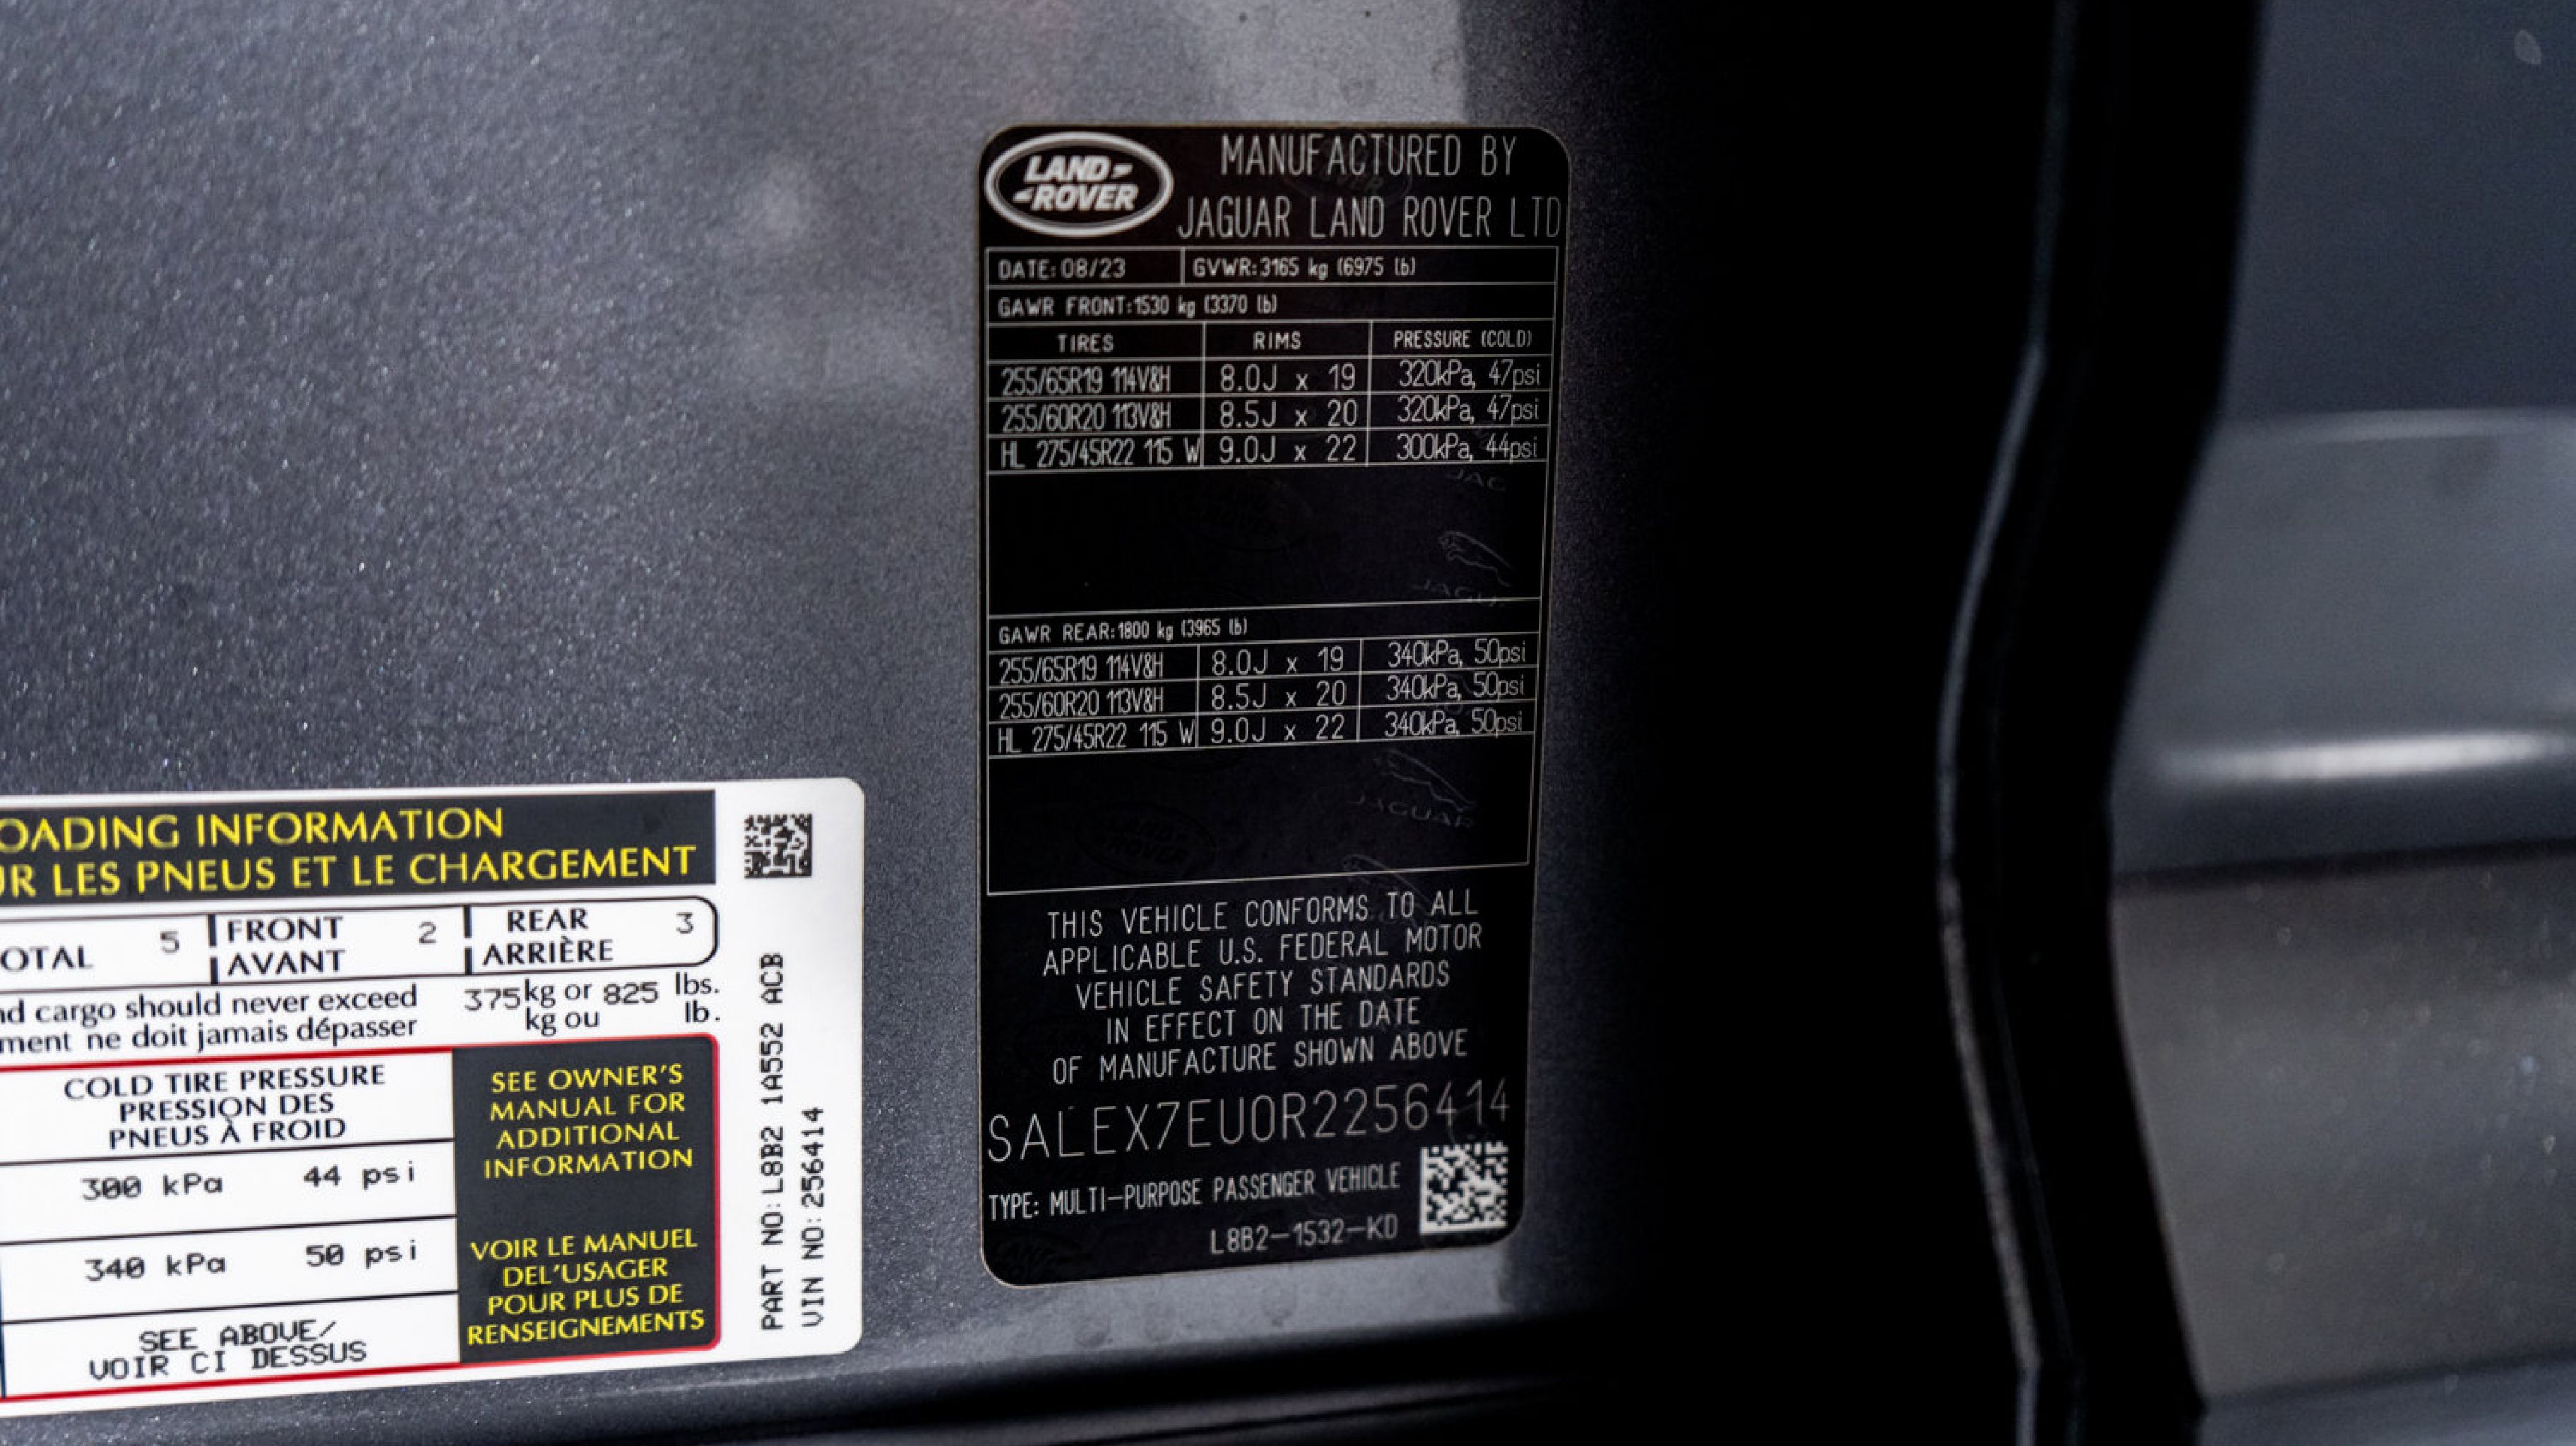 LAND ROVER
MANUFACTURED BY
JAGUAR LAND ROVER LTD
DATE: 08/23 GVWR: 3165 kg (6975 lb)
GAWR FRONT: 1530 kg (3370 lb)
TIRES RIMS PRESSURE (COLD)
255/65R19 114V&H 8.0J x 19 320kPa, 47psi
255/60R20 113V&H 8.5J x 20 320kPa, 47psi
HL 275/45R22 115 W 9.0J x 22 300kPa, 44psi
GAWR REAR: 1800 kg (3965 lb)
255/65R19 114V&H 8.0J x 19 340kPa, 50psi
255/60R20 113V&H 8.5J x 20 340kPa, 50psi
HL 275/45R22 115 W 9.0J x 22 340kPa, 50psi
JAGUAR
THIS VEHICLE CONFORMS TO ALL
APPLICABLE U.S. FEDERAL MOTOR
VEHICLE SAFETY STANDARDS
IN EFFECT ON THE DATE
OF MANUFACTURE SHOWN ABOVE
SALEX7EU0R2256414
TYPE: MULTI-PURPOSE PASSENGER VEHICLE
L8B2-1532-KD
OADING INFORMATION
UR LES PNEUS ET LE CHARGEMENT
OTAL 5 FRONT 2 REAR 3
AVANT ARRIÈRE
nd cargo should never exceed 375 kg or 825 lbs.
ment ne doit jamais dépasser kg ou lb.
COLD TIRE PRESSURE
PRESSION DES
PNEUS À FROID
300 kPa 44 psi
340 kPa 50 psi
SEE ABOVE/
VOIR CI DESSUS
SEE OWNER'S
MANUAL FOR
ADDITIONAL
INFORMATION
VOIR LE MANUEL
DEL'USAGER
POUR PLUS DE
RENSEIGNEMENTS
PART NO: L8B2 1A552 ACB
VIN NO: 256414